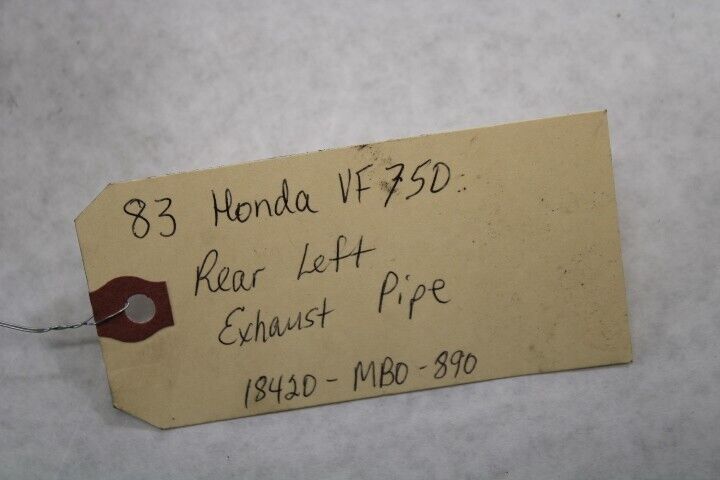 83 Honda VF750
Rear Left
Exhaust Pipe
18420-MB0-890